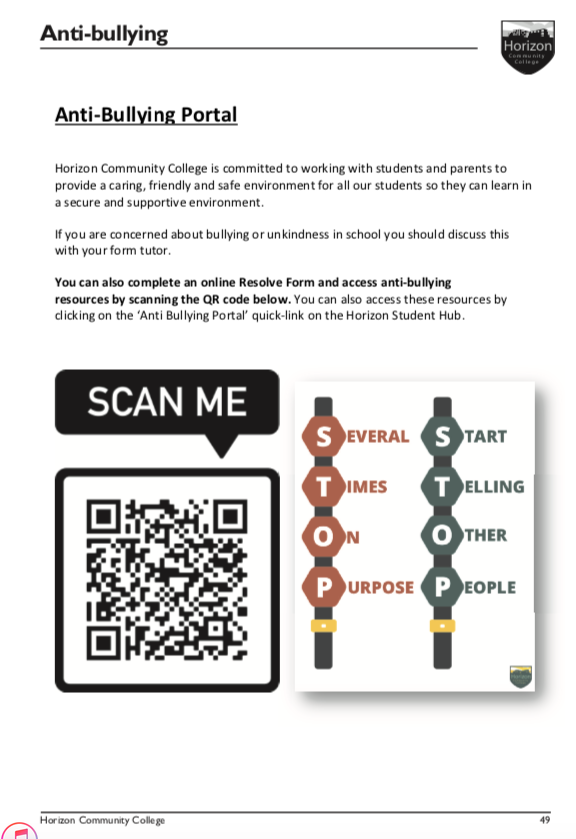 Anti-bullying
Horizon
Community
College
Anti-Bullying Portal
Horizon Community College is committed to working with students and parents to
provide a caring, friendly and safe environment for all our students so they can learn in
a secure and supportive environment.
If you are concerned about bullying or unkindness in school you should discuss this
with your form tutor.
You can also complete an online Resolve Form and access anti-bullying
resources by scanning the QR code below. You can also access these resources by
clicking on the ‘Anti Bullying Portal’ quick-link on the Horizon Student Hub.
SCAN ME
SEVERAL
TIMES
ON
PURPOSE
START
TELLING
OTHER
PEOPLE
Horizon Community College 49